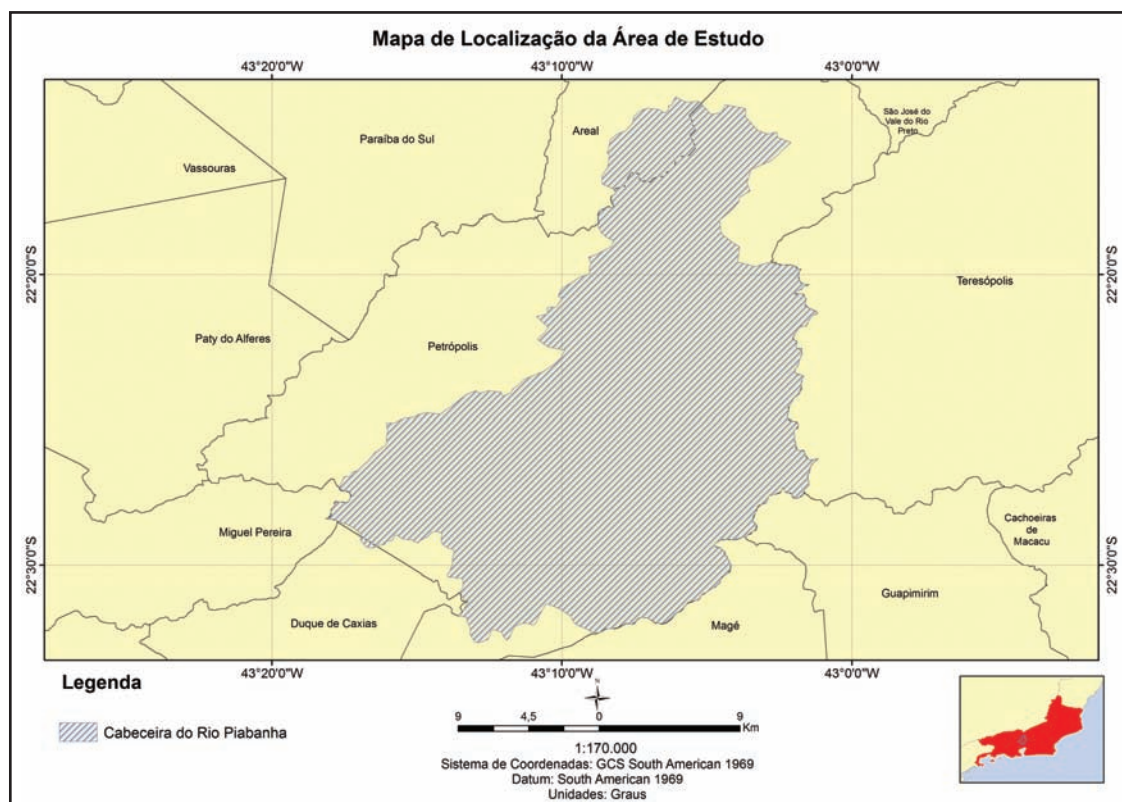 Mapa de Localização da Área de Estudo
43°20'0"W
43°10'0"W
43°0'0"W
São José do
Vale do Rio
Preto
Areal
Paraíba do Sul
Vassouras
22°20'0"S
22°20'0"S
Teresópolis
Paty do Alferes
Petrópolis
Miguel Pereira
Cachoeiras
de
Macacu
22°30'0"S
22°30'0"S
Guapimirim
Duque de Caxias
Magé
43°20'0"W
43°10'0"W
43°0'0"W
Legenda
Cabeceira do Rio Piabanha
N
9 4,5 0 9
Km
1:170.000
Sistema de Coordenadas: GCS South American 1969
Datum: South American 1969
Unidades: Graus